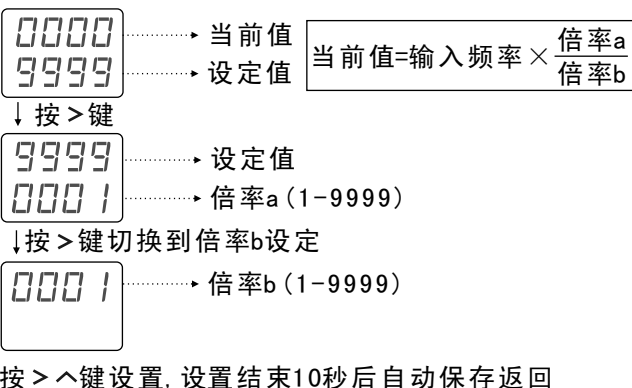 0000 当前值
9999 设定值
当前值=输入频率×倍率a/倍率b
↓按>键
9999 设定值
0001 倍率a(1-9999)
↓按>键切换到倍率b设定
0001 倍率b(1-9999)
按>∧键设置,设置结束10秒后自动保存返回